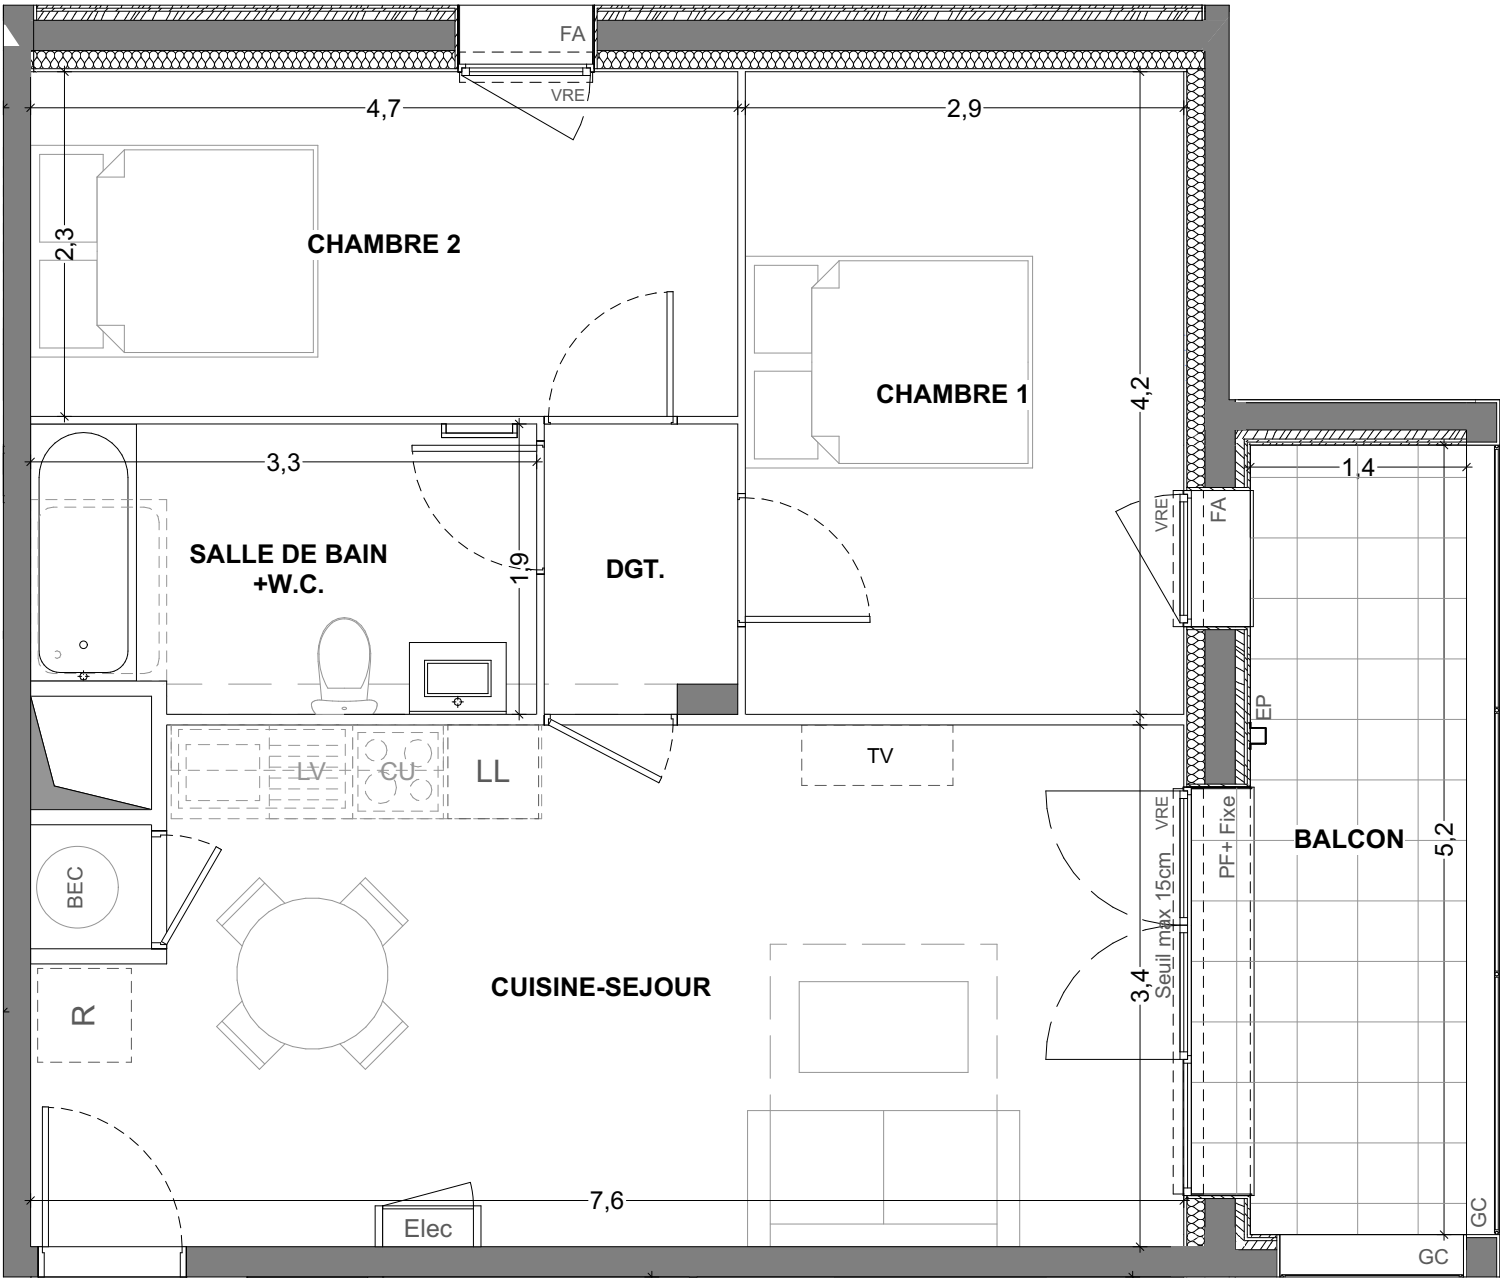 FA
VRE
4,7
2,9
2,3
CHAMBRE 2
CHAMBRE 1
4,2
3,3
1,4
VRE
FA
SALLE DE BAIN
+W.C.
1,9
DGT.
EP
LV
CU
LL
TV
VRE
PF+ Fixe
BALCON
5,2
BEC
Seuil max 15cm
CUISINE-SEJOUR
3,4
R
7,6
Elec
GC
GC